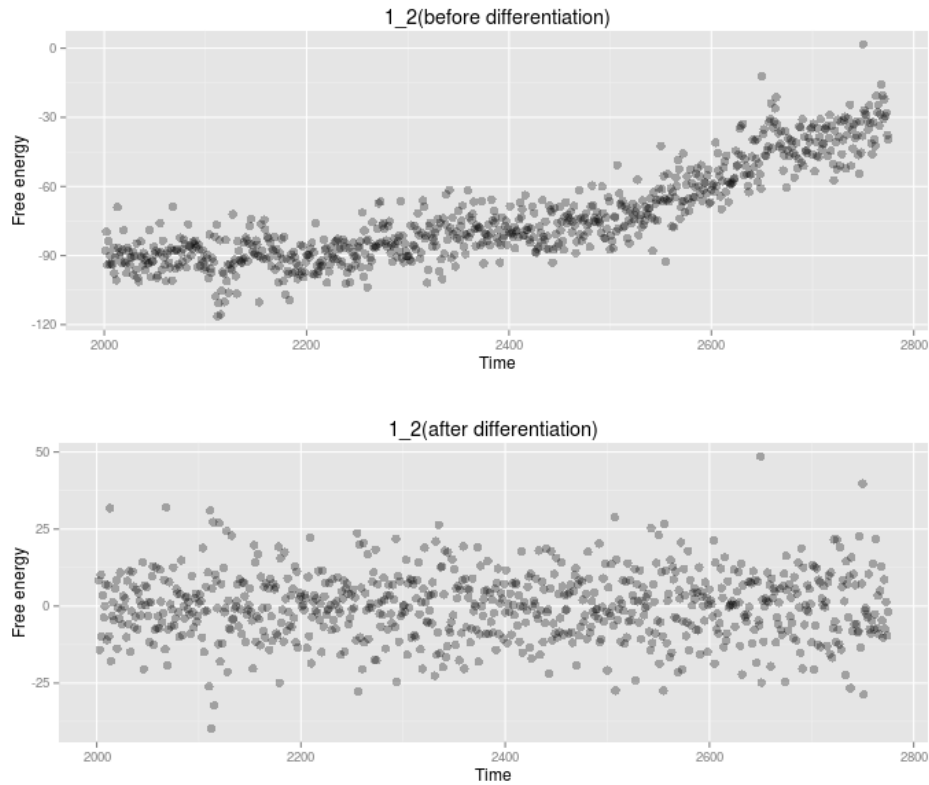 1_2(before differentiation)
Free energy
0
-30
-60
-90
-120
2000 2200 2400 2600 2800
Time
1_2(after differentiation)
Free energy
50
25
0
-25
2000 2200 2400 2600 2800
Time